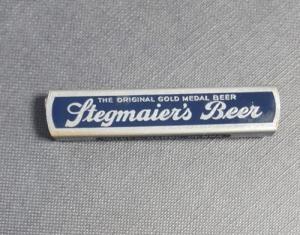 THE ORIGINAL GOLD MEDAL BEER
Stegmaier's Beer